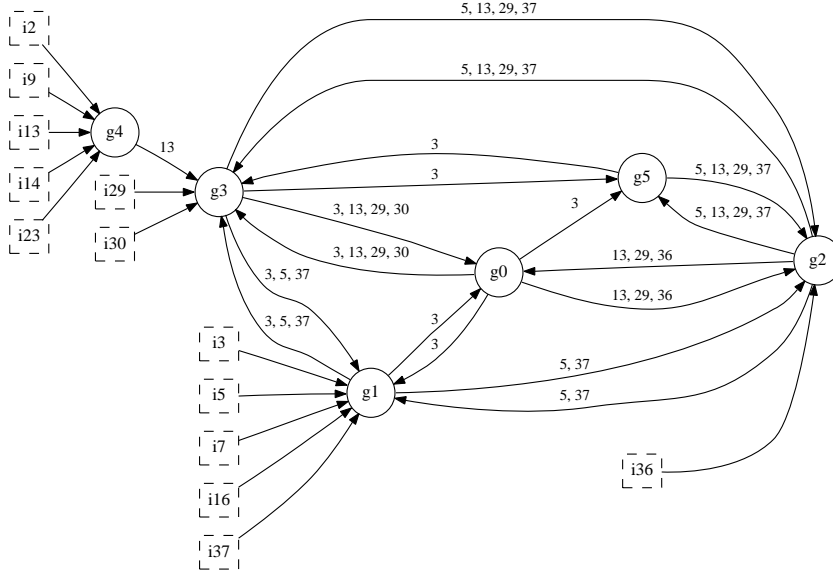 5, 13, 29, 37
i2
i9
5, 13, 29, 37
i13
g4
13
3
i14
g5
5, 13, 29, 37
i29
g3
3
3
5, 13, 29, 37
i23
i30
3, 13, 29, 30
3, 13, 29, 30
g0
13, 29, 36
g2
13, 29, 36
3, 5, 37
3, 5, 37
3
3
i3
g1
5, 37
i5
5, 37
i7
i36
i16
i37